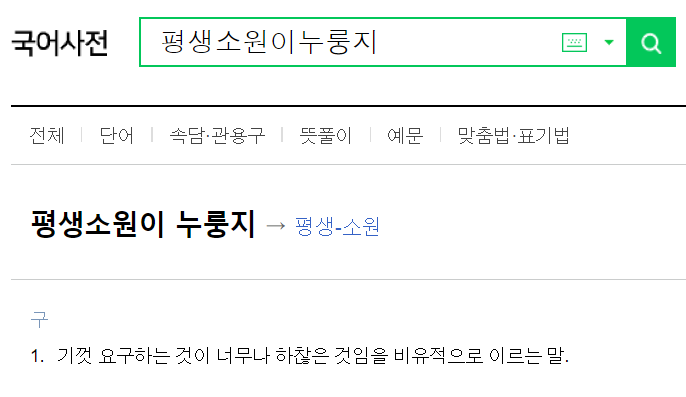 국어사전 평생소원이누룽지
전체 단어 속담·관용구 뜻풀이 예문 맞춤법·표기법
평생소원이 누룽지 → 평생-소원
구
1. 기껏 요구하는 것이 너무나 하찮은 것임을 비유적으로 이르는 말.